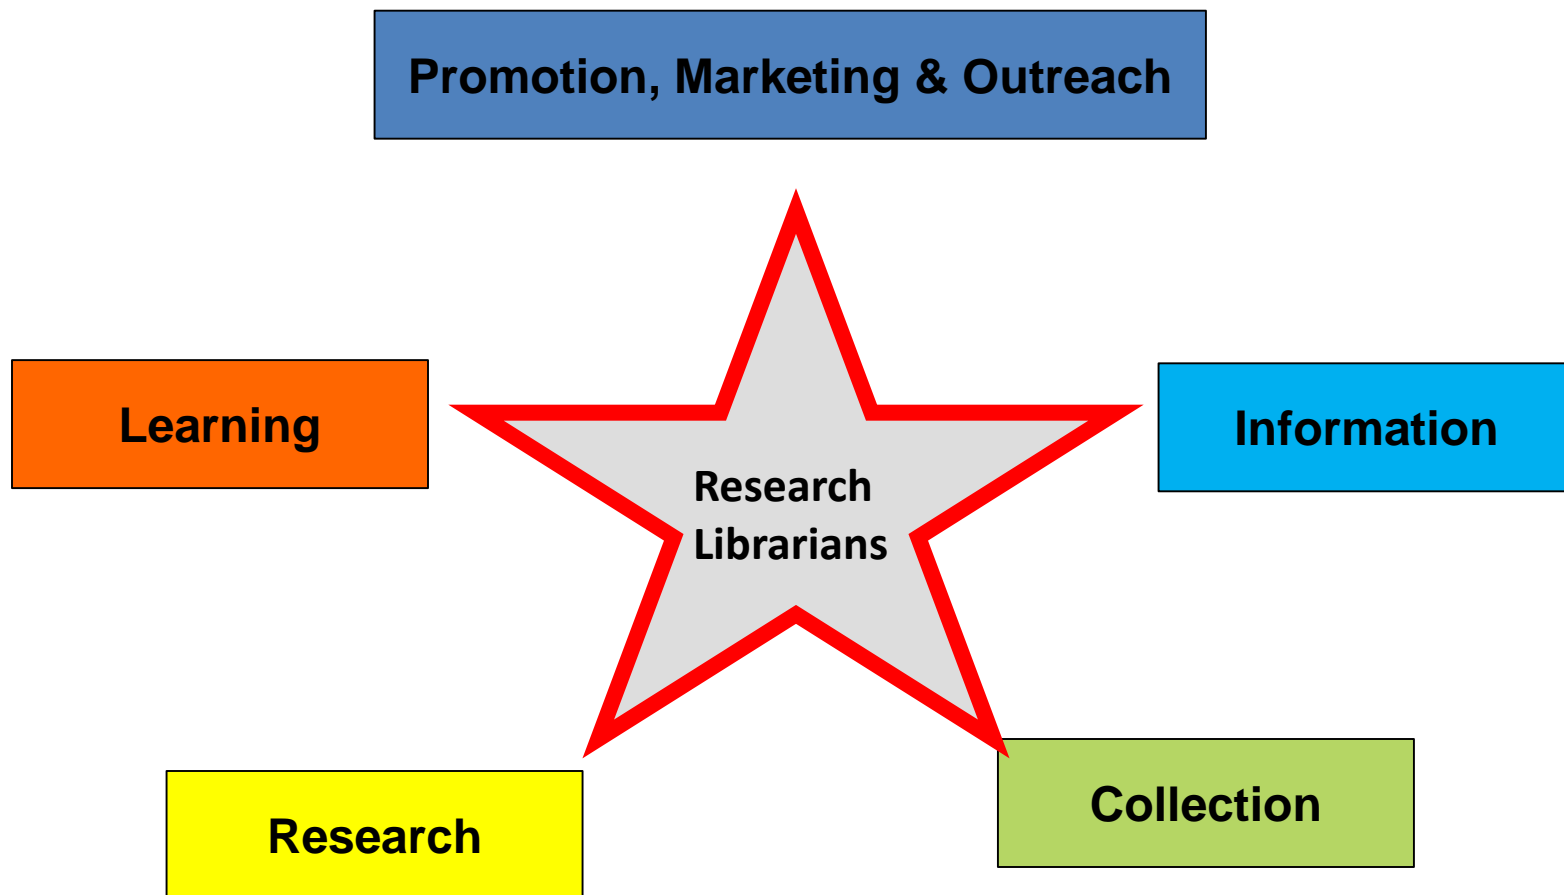 Promotion, Marketing & Outreach
Learning
Information
Research
Librarians
Collection
Research